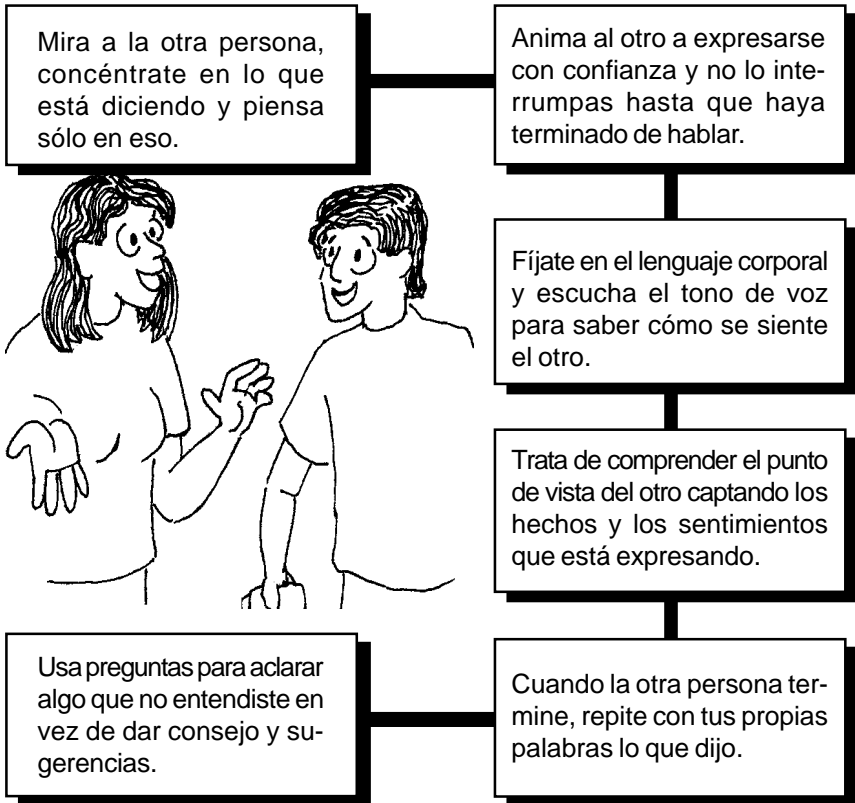 Mira a la otra persona,
concéntrate en lo que
está diciendo y piensa
sólo en eso.
Anima al otro a expresarse
con confianza y no lo inte-
rrumpas hasta que haya
terminado de hablar.
Fíjate en el lenguaje corporal
y escucha el tono de voz
para saber cómo se siente
el otro.
Trata de comprender el punto
de vista del otro captando los
hechos y los sentimientos
que está expresando.
Cuando la otra persona ter-
mine, repite con tus propias
palabras lo que dijo.
Usa preguntas para aclarar
algo que no entendiste en
vez de dar consejo y su-
gerencias.